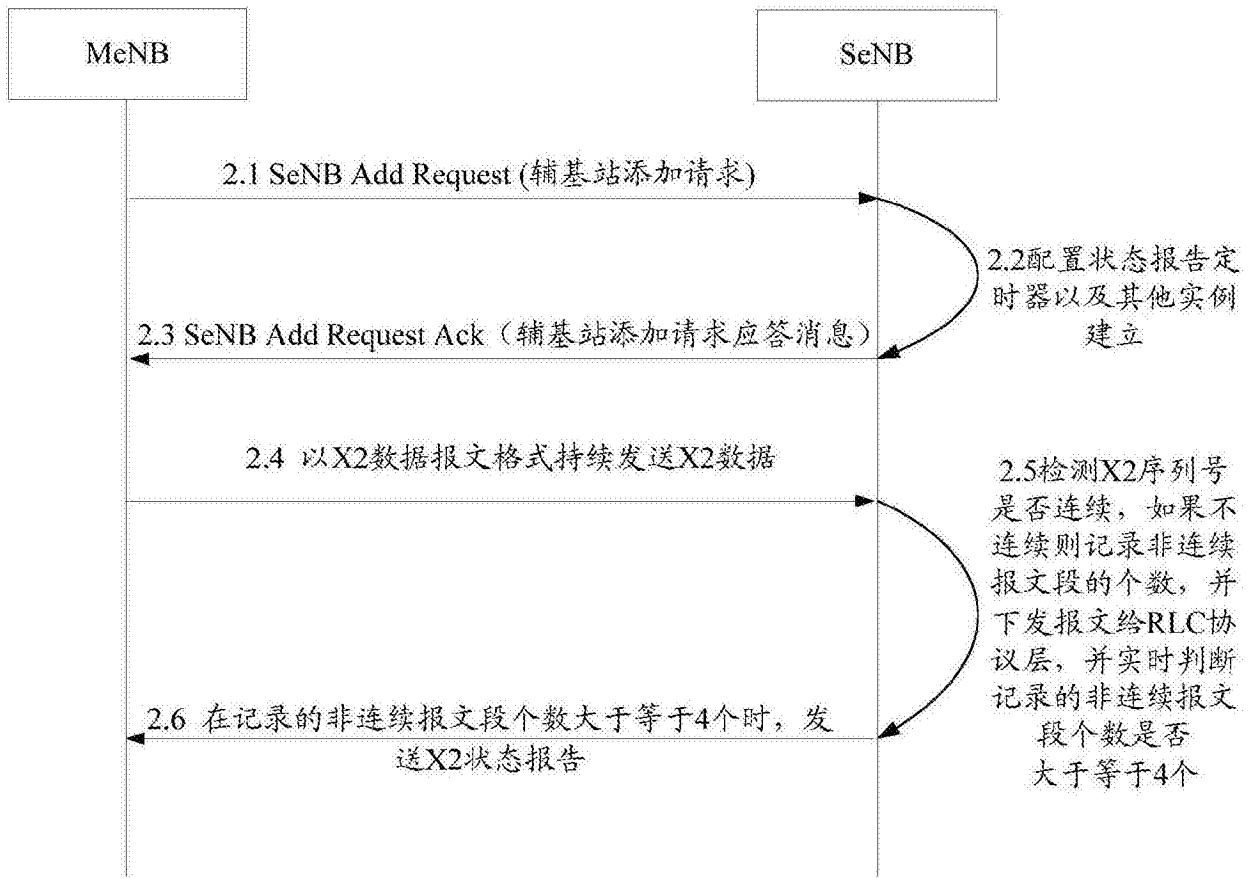 MeNB
SeNB
2.1 SeNB Add Request (辅基站添加请求)
2.2配置状态报告定
时器以及其他实例
建立
2.3 SeNB Add Request Ack（辅基站添加请求应答消息）
2.4 以X2数据报文格式持续发送X2数据
2.5检测X2序列号
是否连续，如果不
连续则记录非连续
报文段的个数，并
下发报文给RLC协
议层，并实时判断
记录的非连续报文
段个数是否
大于等于4个
2.6 在记录的非连续报文段个数大于等于4个时，发
送X2状态报告